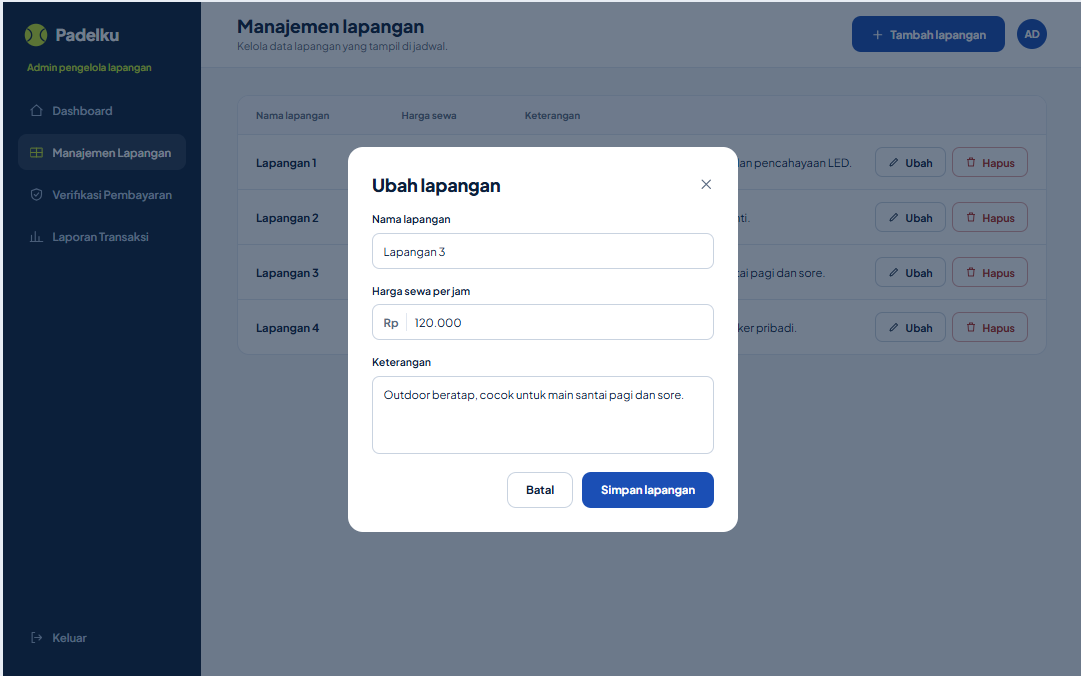 Padelku
Admin pengelola lapangan
Dashboard
Manajemen Lapangan
Verifikasi Pembayaran
Laporan Transaksi
Keluar
Manajemen lapangan
Kelola data lapangan yang tampil di jadwal.
+ Tambah lapangan
AD
Nama lapangan Harga sewa Keterangan
Lapangan 1 pencahayaan LED. Ubah Hapus
Lapangan 2 Ubah Hapus
Lapangan 3 pagi dan sore. Ubah Hapus
Lapangan 4 pribadi. Ubah Hapus
Ubah lapangan
Nama lapangan
Lapangan 3
Harga sewa per jam
Rp 120.000
Keterangan
Outdoor beratap, cocok untuk main santai pagi dan sore.
Batal Simpan lapangan